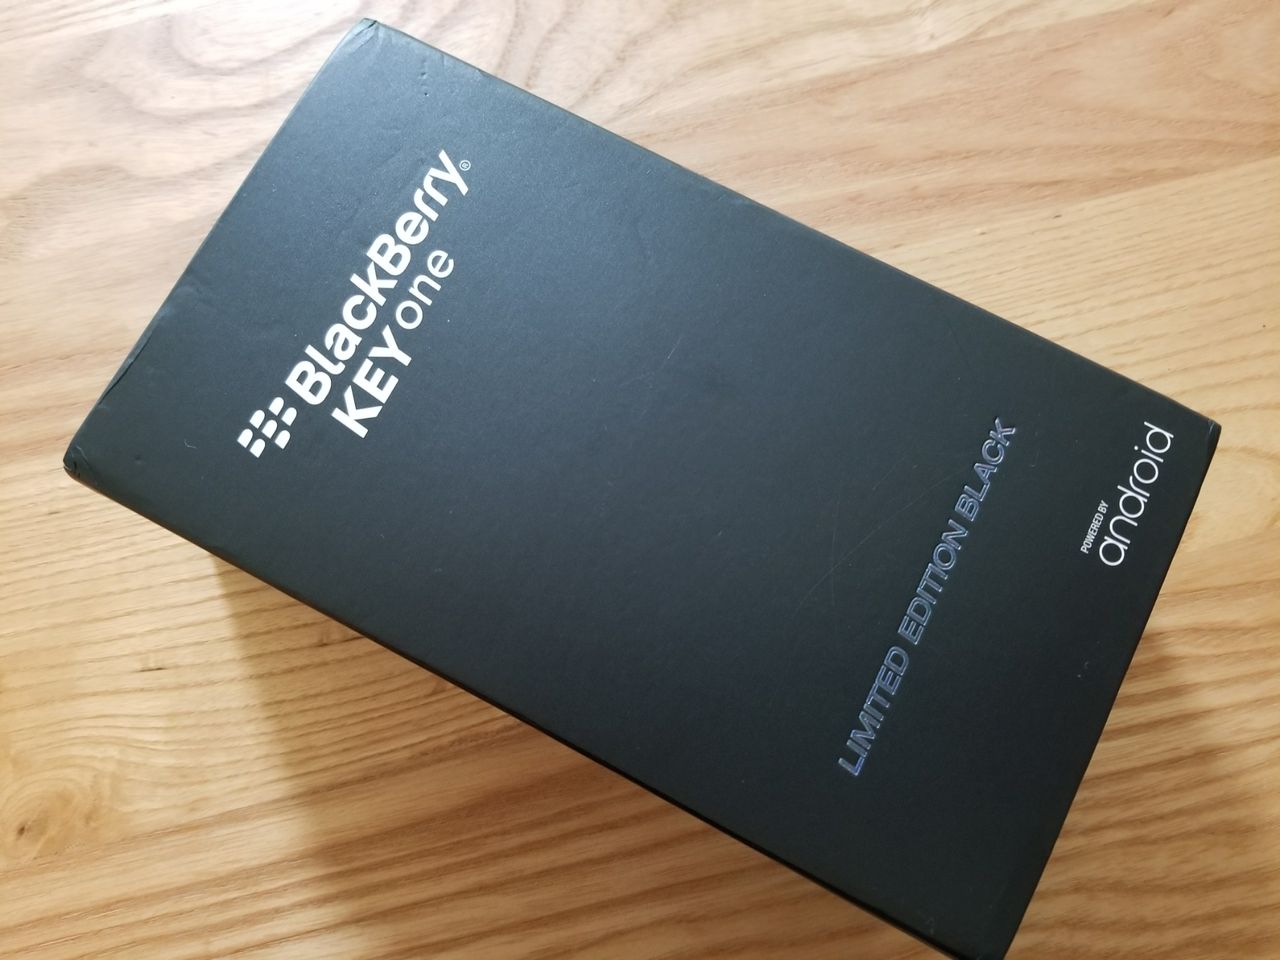 BlackBerry®
KEYone
LIMITED EDITION BLACK
POWERED BY
android